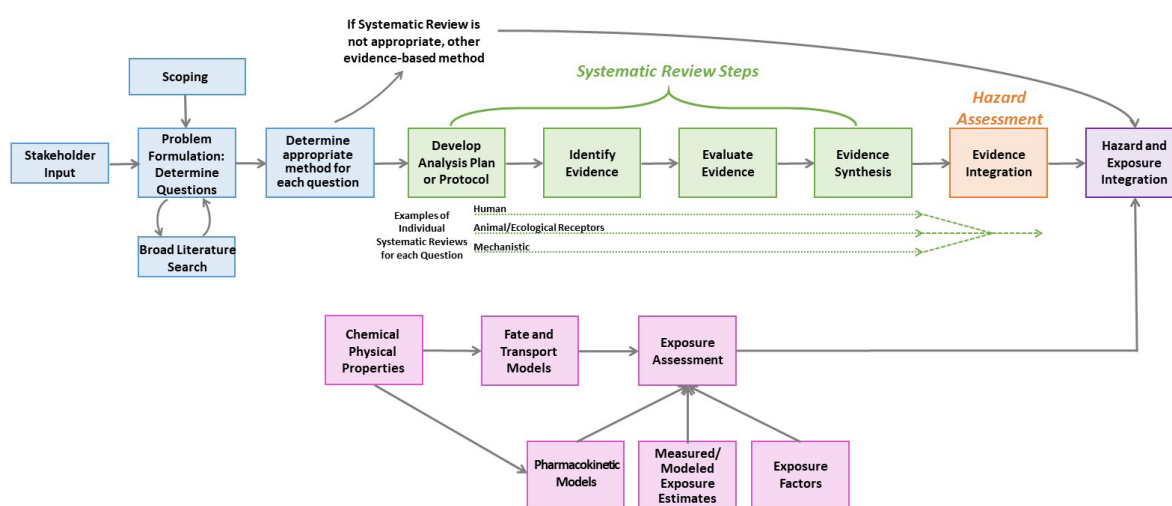 If Systematic Review is
not appropriate, other
evidence-based method
Systematic Review Steps
Scoping
Hazard
Assessment
Stakeholder
Input
Problem
Formulation:
Determine
Questions
Determine
appropriate
method for
each question
Develop
Analysis Plan
or Protocol
Identify
Evidence
Evaluate
Evidence
Evidence
Synthesis
Evidence
Integration
Hazard and
Exposure
Integration
Broad Literature
Search
Examples of
Individual
Systematic Reviews
for each Question
Human
Animal/Ecological Receptors
Mechanistic
Chemical
Physical
Properties
Fate and
Transport
Models
Exposure
Assessment
Pharmacokinetic
Models
Measured/
Modeled
Exposure
Estimates
Exposure
Factors